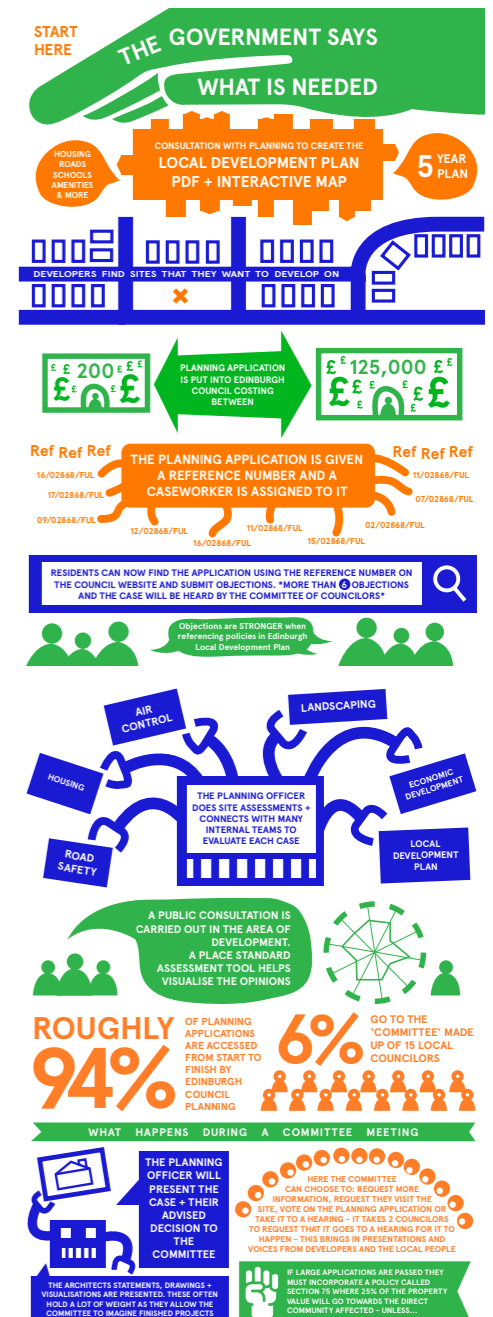 START
HERE
THE GOVERNMENT SAYS
WHAT IS NEEDED
HOUSING
ROADS
SCHOOLS
AMENITIES
& MORE
CONSULTATION WITH PLANNING TO CREATE THE
LOCAL DEVELOPMENT PLAN
PDF + INTERACTIVE MAP
5 YEAR
PLAN
DEVELOPERS FIND SITES THAT THEY WANT TO DEVELOP ON
£ £ 200 £ £ £
£ £ £ £
PLANNING APPLICATION
IS PUT INTO EDINBURGH
COUNCIL COSTING
BETWEEN
£ £ 125,000 £ £
£ £ £ £ £
£ £
Ref Ref Ref
16/02868/FUL
17/02868/FUL
09/02868/FUL
THE PLANNING APPLICATION IS GIVEN
A REFERENCE NUMBER AND A
CASEWORKER IS ASSIGNED TO IT
Ref Ref Ref
11/02868/FUL
07/02868/FUL
02/02868/FUL
12/02868/FUL
16/02868/FUL
11/02868/FUL
15/02868/FUL
RESIDENTS CAN NOW FIND THE APPLICATION USING THE REFERENCE NUMBER ON
THE COUNCIL WEBSITE AND SUBMIT OBJECTIONS. *MORE THAN 6 OBJECTIONS
AND THE CASE WILL BE HEARD BY THE COMMITTEE OF COUNCILORS*
Objections are STRONGER when
referencing policies in Edinburgh
Local Development Plan
AIR
CONTROL
LANDSCAPING
HOUSING
ECONOMIC
DEVELOPMENT
THE PLANNING OFFICER
DOES SITE ASSESSMENTS +
CONNECTS WITH MANY
INTERNAL TEAMS TO
EVALUATE EACH CASE
ROAD
SAFETY
LOCAL
DEVELOPMENT
PLAN
A PUBLIC CONSULTATION IS
CARRIED OUT IN THE AREA OF
DEVELOPMENT.
A PLACE STANDARD
ASSESSMENT TOOL HELPS
VISUALISE THE OPINIONS
ROUGHLY
94%
OF PLANNING
APPLICATIONS
ARE ACCESSED
FROM START TO
FINISH BY
EDINBURGH
COUNCIL
PLANNING
6%
GO TO THE
'COMMITTEE' MADE
UP OF 15 LOCAL
COUNCILORS
WHAT HAPPENS DURING A COMMITTEE MEETING
THE PLANNING
OFFICER WILL
PRESENT THE
CASE + THEIR
ADVISED
DECISION TO
THE
COMMITTEE
HERE THE COMMITTEE
CAN CHOOSE TO: REQUEST MORE
INFORMATION, REQUEST THEY VISIT THE
SITE, VOTE ON THE PLANNING APPLICATION OR
TAKE IT TO A HEARING – IT TAKES 2 COUNCILORS
TO REQUEST THAT IT GOES TO A HEARING FOR IT TO
HAPPEN – THIS BRINGS IN PRESENTATIONS AND
VOICES FROM DEVELOPERS AND THE LOCAL PEOPLE
THE ARCHITECTS STATEMENTS, DRAWINGS +
VISUALISATIONS ARE PRESENTED. THESE OFTEN
HOLD A LOT OF WEIGHT AS THEY ALLOW THE
COMMITTEE TO IMAGINE FINISHED PROJECTS
IF LARGE APPLICATIONS ARE PASSED THEY
MUST INCORPORATE A POLICY CALLED
SECTION 75 WHERE 25% OF THE PROPERTY
VALUE WILL GO TOWARDS THE DIRECT
COMMUNITY AFFECTED – UNLESS...